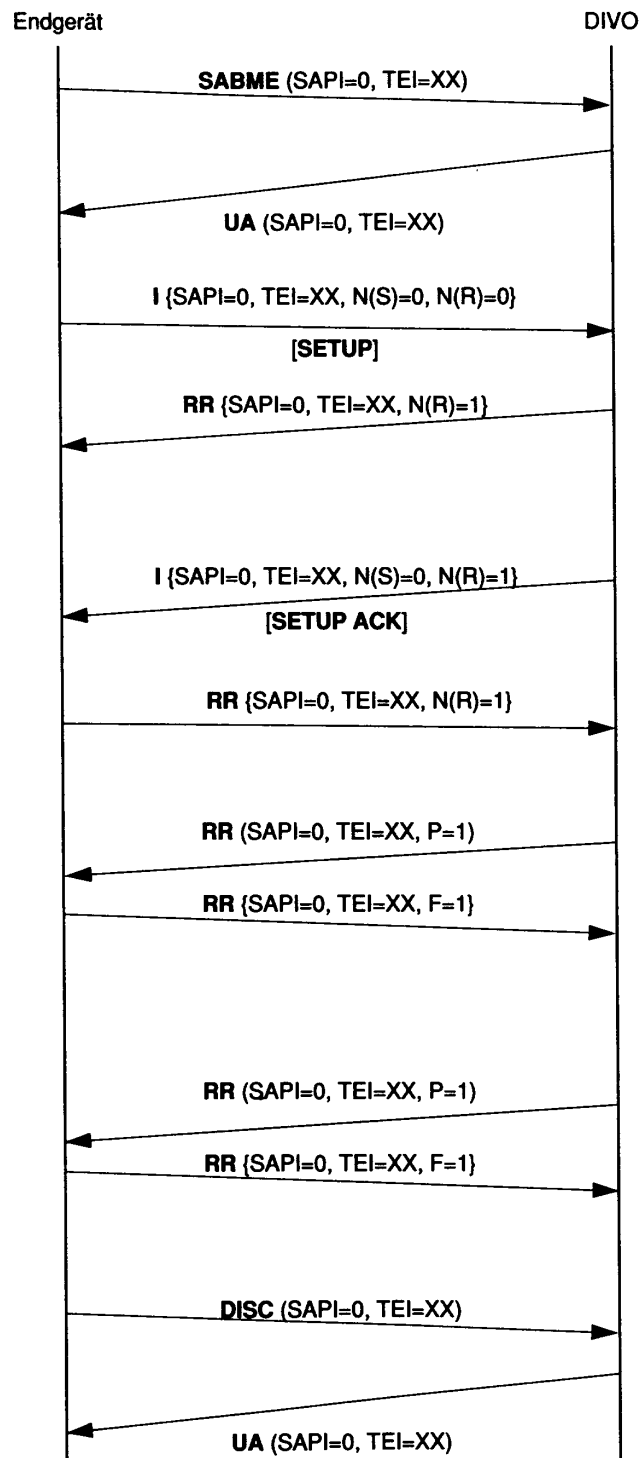 Endgerät DIVO
SABME (SAPI=0, TEI=XX)
UA (SAPI=0, TEI=XX)
I {SAPI=0, TEI=XX, N(S)=0, N(R)=0}
[SETUP]
RR {SAPI=0, TEI=XX, N(R)=1}
I {SAPI=0, TEI=XX, N(S)=0, N(R)=1}
[SETUP ACK]
RR {SAPI=0, TEI=XX, N(R)=1}
RR (SAPI=0, TEI=XX, P=1)
RR {SAPI=0, TEI=XX, F=1}
RR (SAPI=0, TEI=XX, P=1)
RR {SAPI=0, TEI=XX, F=1}
DISC (SAPI=0, TEI=XX)
UA (SAPI=0, TEI=XX)